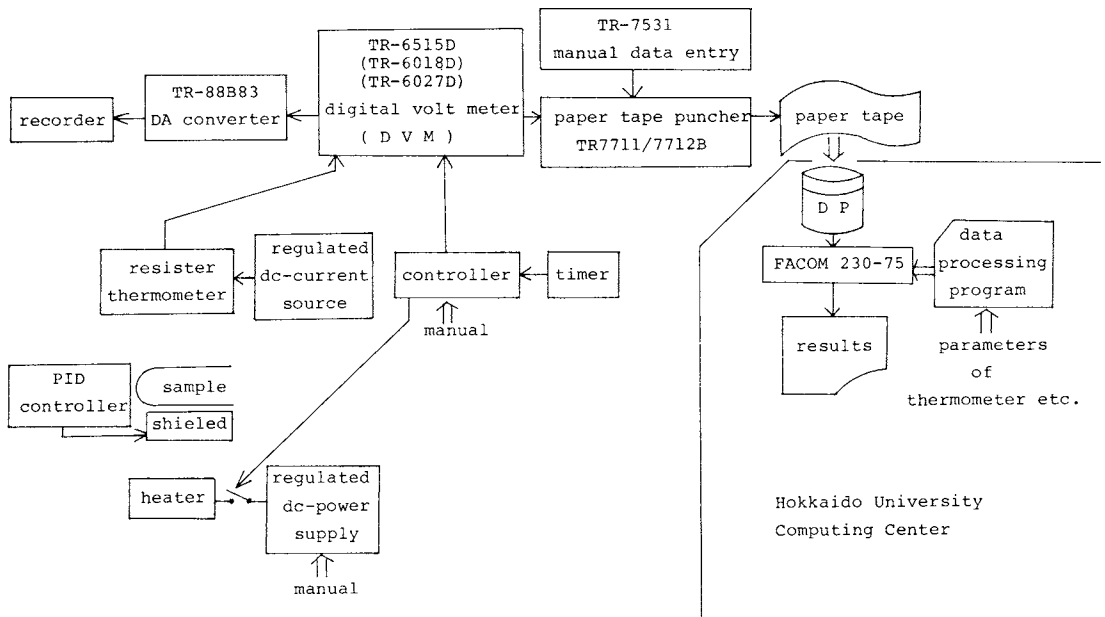 TR-7531
manual data entry
TR-6515D
(TR-6018D)
(TR-6027D)
digital volt meter
( D V M )
TR-88B83
DA converter
recorder
paper tape puncher
TR7711/7712B
paper tape
D P
FACOM 230-75
data
processing
program
results
parameters
of
thermometer etc.
resister
thermometer
regulated
dc-current
source
controller
timer
manual
PID
controller
sample
shieled
heater
regulated
dc-power
supply
manual
Hokkaido University
Computing Center